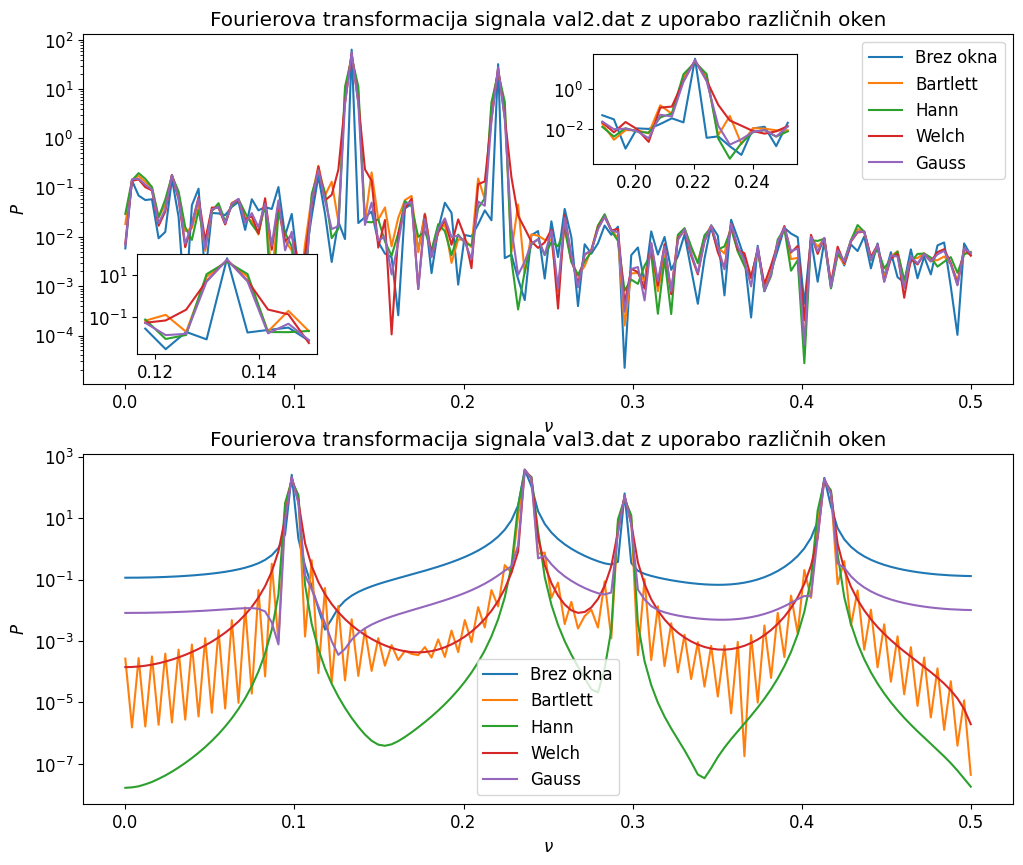 Fourierova transformacija signala val2.dat z uporabo različnih oken
P
10²
10¹
10⁰
10⁻¹
10⁻²
10⁻³
10⁻⁴
Brez okna
Bartlett
Hann
Welch
Gauss
10⁰
10⁻²
0.20 0.22 0.24
10¹
10⁻¹
0.12 0.14
0.0 0.1 0.2 0.3 0.4 0.5
ν
Fourierova transformacija signala val3.dat z uporabo različnih oken
P
10³
10¹
10⁻¹
10⁻³
10⁻⁵
10⁻⁷
Brez okna
Bartlett
Hann
Welch
Gauss
0.0 0.1 0.2 0.3 0.4 0.5
ν